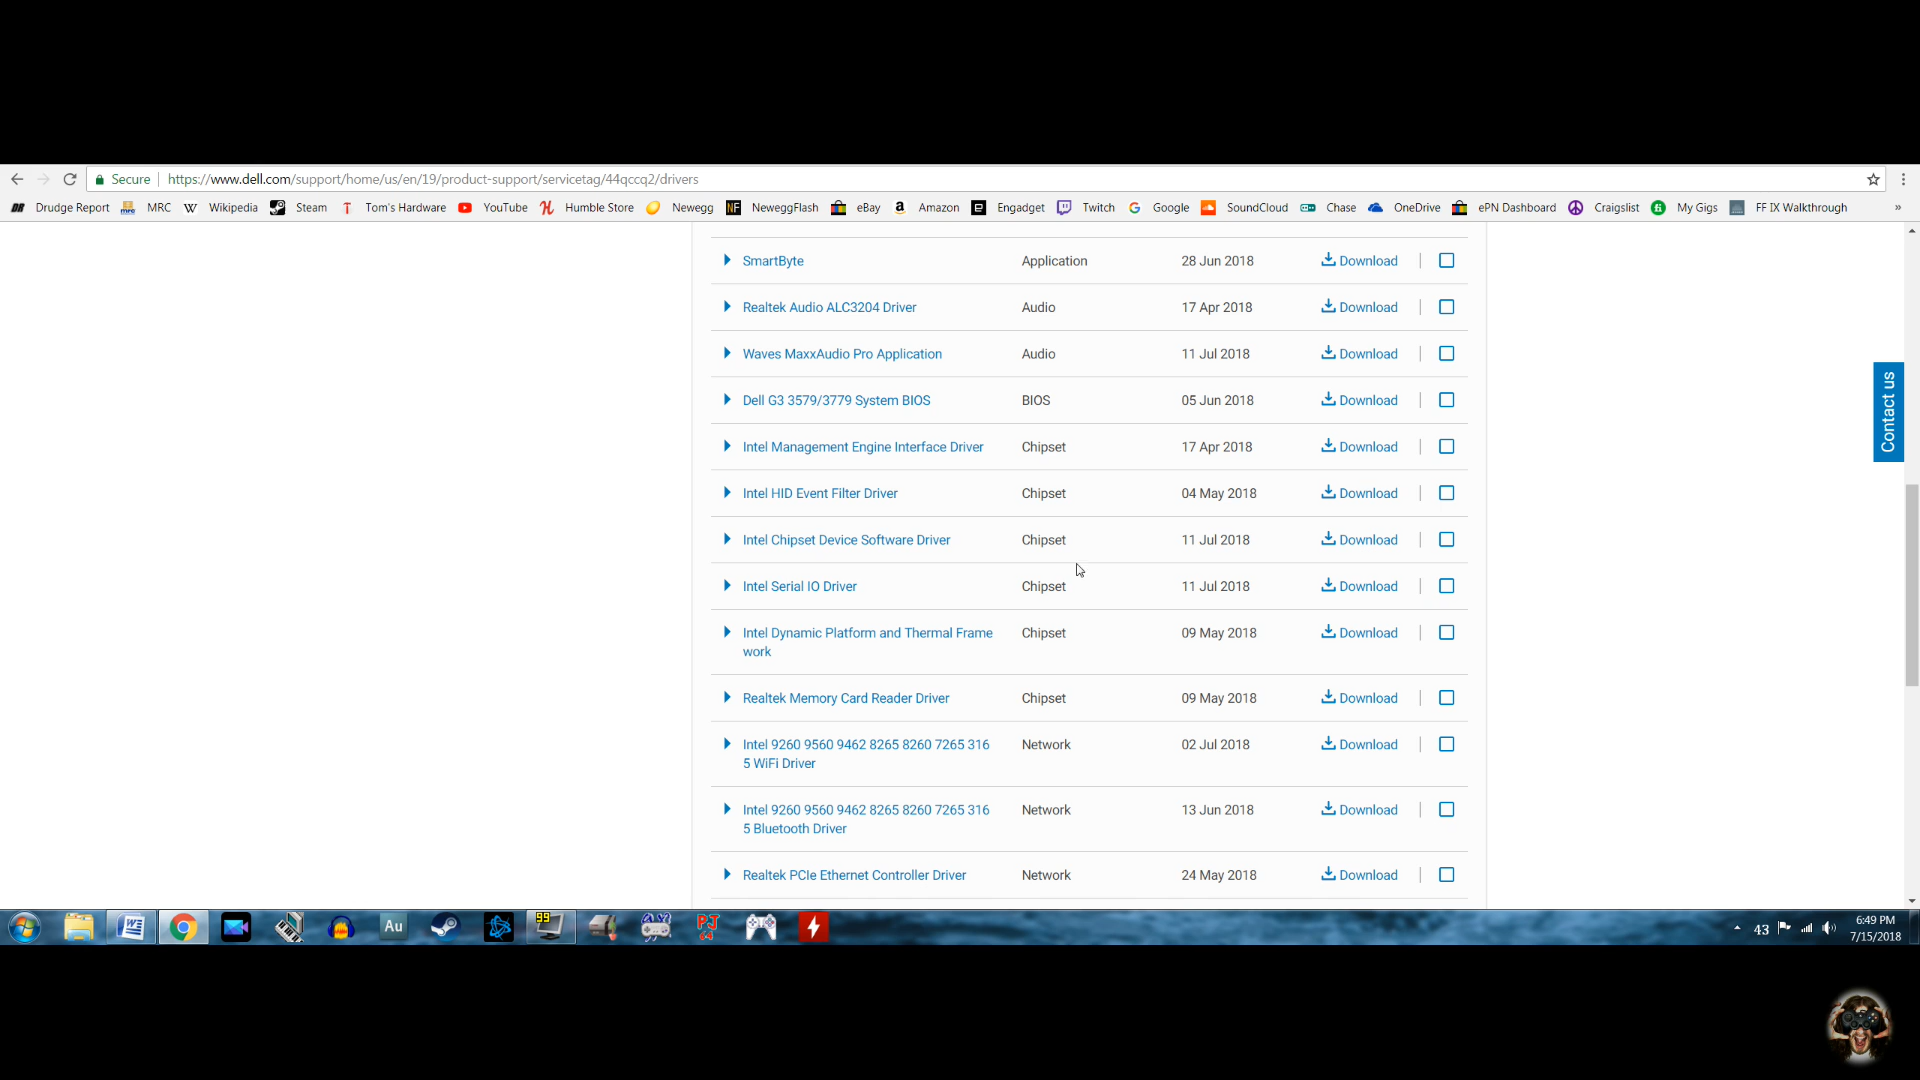 Secure | https://www.dell.com/support/home/us/en/19/product-support/servicetag/44qccq2/drivers
DR Drudge Report MRC W Wikipedia Steam T Tom's Hardware YouTube H Humble Store Newegg NF NeweggFlash eBay a Amazon Engadget Twitch G Google SoundCloud Chase OneDrive ePN Dashboard Craigslist My Gigs FF IX Walkthrough »
SmartByte Application 28 Jun 2018 Download |
Realtek Audio ALC3204 Driver Audio 17 Apr 2018 Download |
Waves MaxxAudio Pro Application Audio 11 Jul 2018 Download |
Dell G3 3579/3779 System BIOS BIOS 05 Jun 2018 Download |
Contact us
Intel Management Engine Interface Driver Chipset 17 Apr 2018 Download |
Intel HID Event Filter Driver Chipset 04 May 2018 Download |
Intel Chipset Device Software Driver Chipset 11 Jul 2018 Download |
Intel Serial IO Driver Chipset 11 Jul 2018 Download |
Intel Dynamic Platform and Thermal Frame Chipset 09 May 2018 Download |
work
Realtek Memory Card Reader Driver Chipset 09 May 2018 Download |
Intel 9260 9560 9462 8265 8260 7265 316 Network 02 Jul 2018 Download |
5 WiFi Driver
Intel 9260 9560 9462 8265 8260 7265 316 Network 13 Jun 2018 Download |
5 Bluetooth Driver
Realtek PCIe Ethernet Controller Driver Network 24 May 2018 Download |
W Au 99 PJ 64 43 6:49 PM
7/15/2018